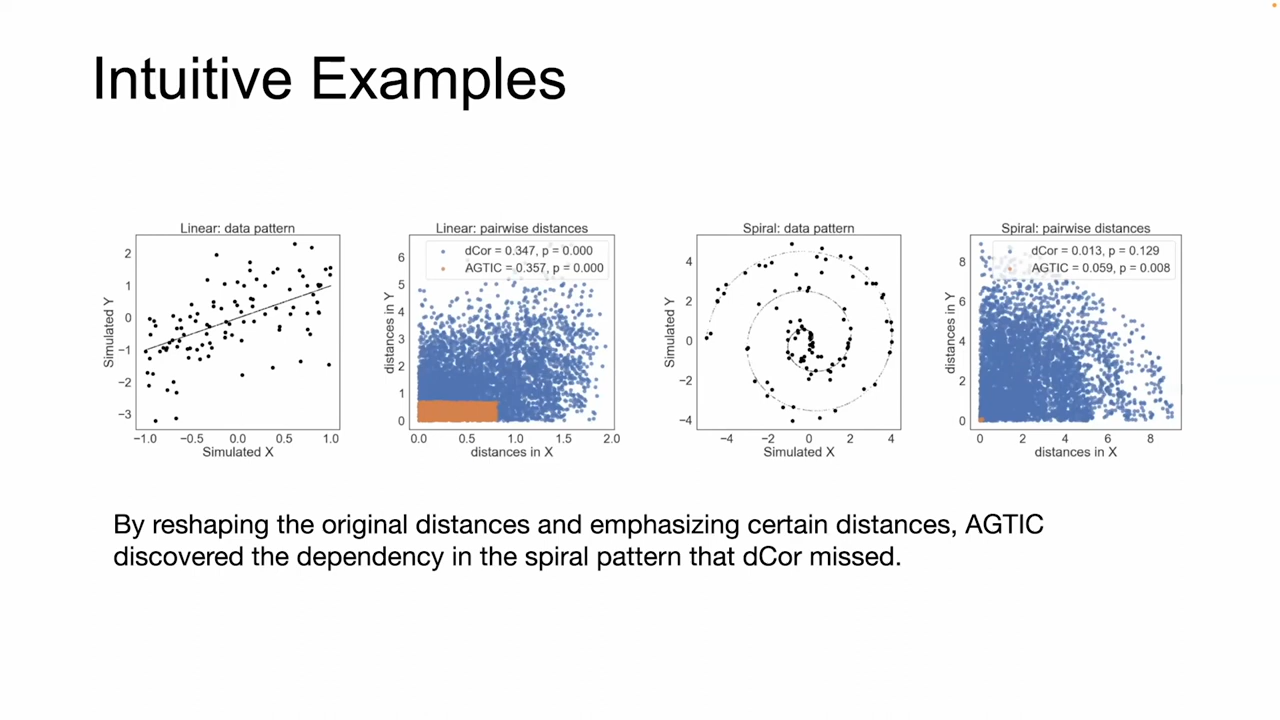 Intuitive Examples
Linear: data pattern
2
1
0
−1
−2
−3
Simulated Y
−1.0 −0.5 0.0 0.5 1.0
Simulated X
Linear: pairwise distances
dCor = 0.347, p = 0.000
AGTIC = 0.357, p = 0.000
6
5
4
3
2
1
0
distances in Y
0.0 0.5 1.0 1.5 2.0
distances in X
Spiral: data pattern
4
2
0
−2
−4
Simulated Y
−4 −2 0 2 4
Simulated X
Spiral: pairwise distances
dCor = 0.013, p = 0.129
AGTIC = 0.059, p = 0.008
8
6
4
2
0
distances in Y
0 2 4 6 8
distances in X
By reshaping the original distances and emphasizing certain distances, AGTIC
discovered the dependency in the spiral pattern that dCor missed.